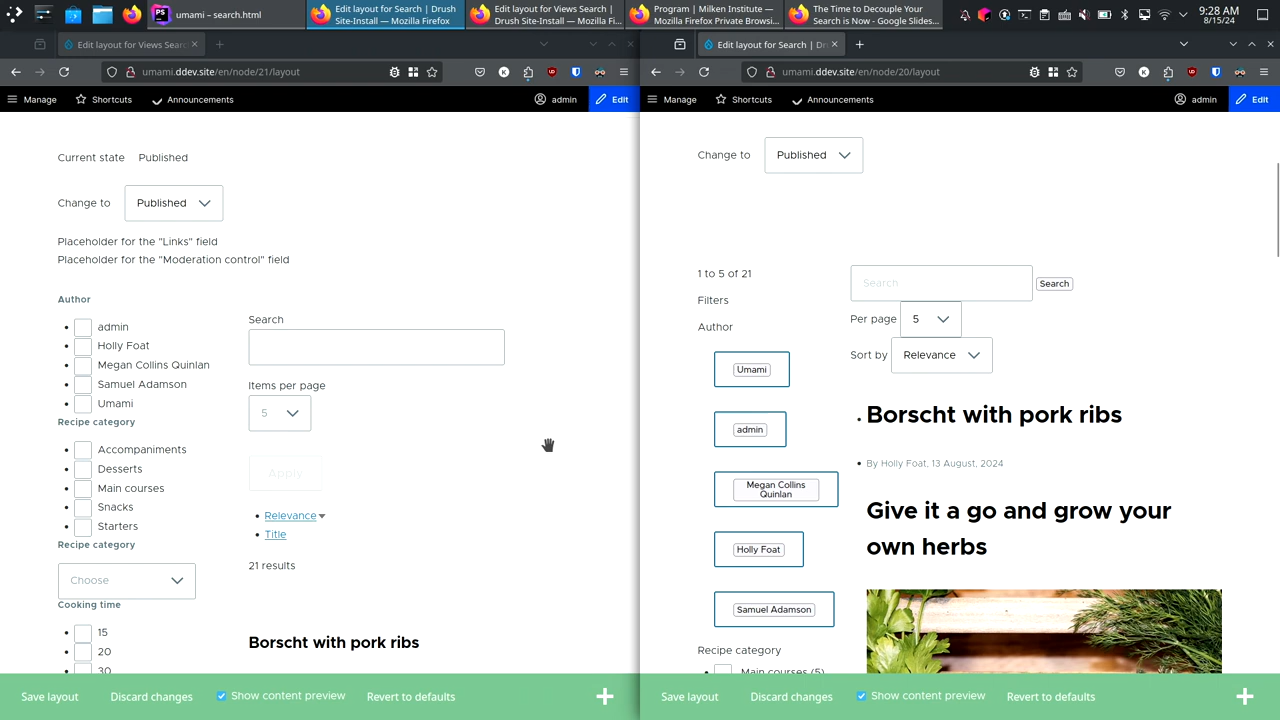 umami – search.html
Edit layout for Search | Drush
Site-Install — Mozilla Firefox
Edit layout for Views Search |
Drush Site-Install — Mozilla Fi...
Program | Milken Institute —
Mozilla Firefox Private Browsi...
The Time to Decouple Your
Search is Now - Google Slides...
9:28 AM
8/15/24
Edit layout for Views Sear
umami.ddev.site/en/node/21/layout
Manage
Shortcuts
Announcements
admin
Edit
Current state
Published
Change to
Published
Placeholder for the "Links" field
Placeholder for the "Moderation control" field
Author
admin
Holly Foat
Megan Collins Quinlan
Samuel Adamson
Umami
Recipe category
Accompaniments
Desserts
Main courses
Snacks
Starters
Recipe category
Choose
Cooking time
15
20
30
Search
Items per page
5
Apply
Relevance
Title
21 results
Borscht with pork ribs
Save layout
Discard changes
Show content preview
Revert to defaults
Edit layout for Search | Dr
umami.ddev.site/en/node/20/layout
Manage
Shortcuts
Announcements
admin
Edit
Change to
Published
1 to 5 of 21
Filters
Author
Umami
admin
Megan Collins
Quinlan
Holly Foat
Samuel Adamson
Recipe category
Main courses (5)
Search
Search
Per page
5
Sort by
Relevance
Borscht with pork ribs
By Holly Foat, 13 August, 2024
Give it a go and grow your
own herbs
Save layout
Discard changes
Show content preview
Revert to defaults